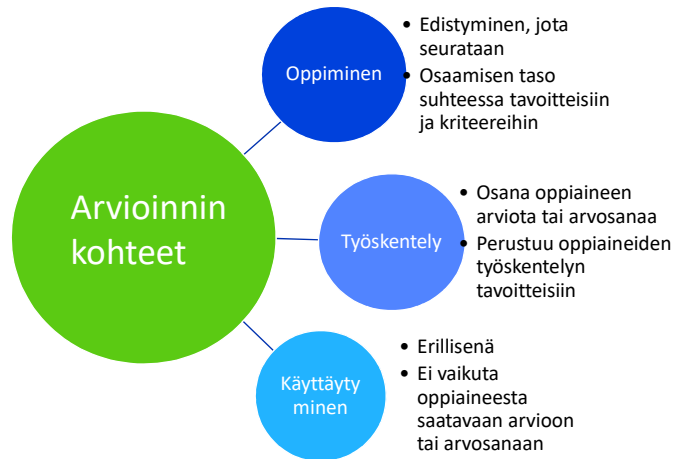 Arvioinnin
kohteet
Oppiminen
• Edistyminen, jota
seurataan
• Osaamisen taso
suhteessa tavoitteisiin
ja kriteereihin
Työskentely
• Osana oppiaineen
arviota tai arvosanaa
• Perustuu oppiaineiden
työskentelyn
tavoitteisiin
Käyttäyty
minen
• Erillisenä
• Ei vaikuta
oppiaineesta
saatavaan arvioon
tai arvosanaan